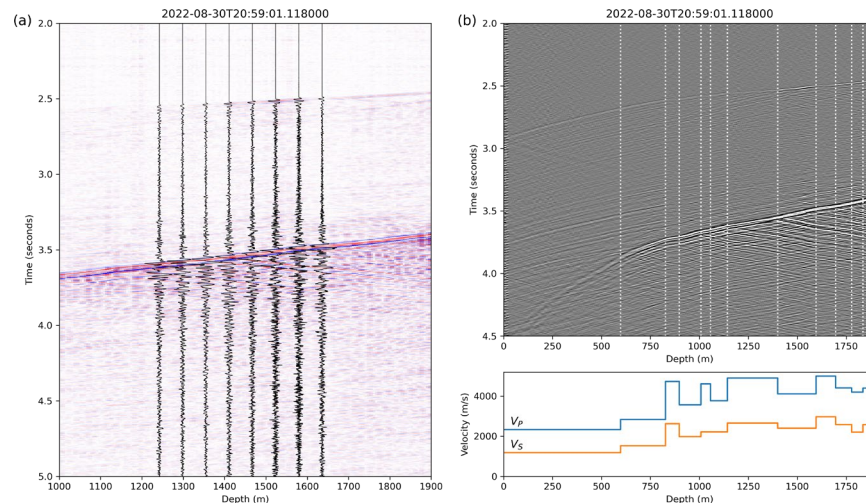 2022-08-30T20:59:01.118000
(a)
2.0
2.5
3.0
3.5
4.0
4.5
5.0
Time (seconds)
1000 1100 1200 1300 1400 1500 1600 1700 1800 1900
Depth (m)
2022-08-30T20:59:01.118000
(b)
2.0
2.5
3.0
3.5
4.0
4.5
Time (seconds)
0 250 500 750 1000 1250 1500 1750
Depth (m)
4000
2000
0
Velocity (m/s)
VP
VS
0 250 500 750 1000 1250 1500 1750
Depth (m)